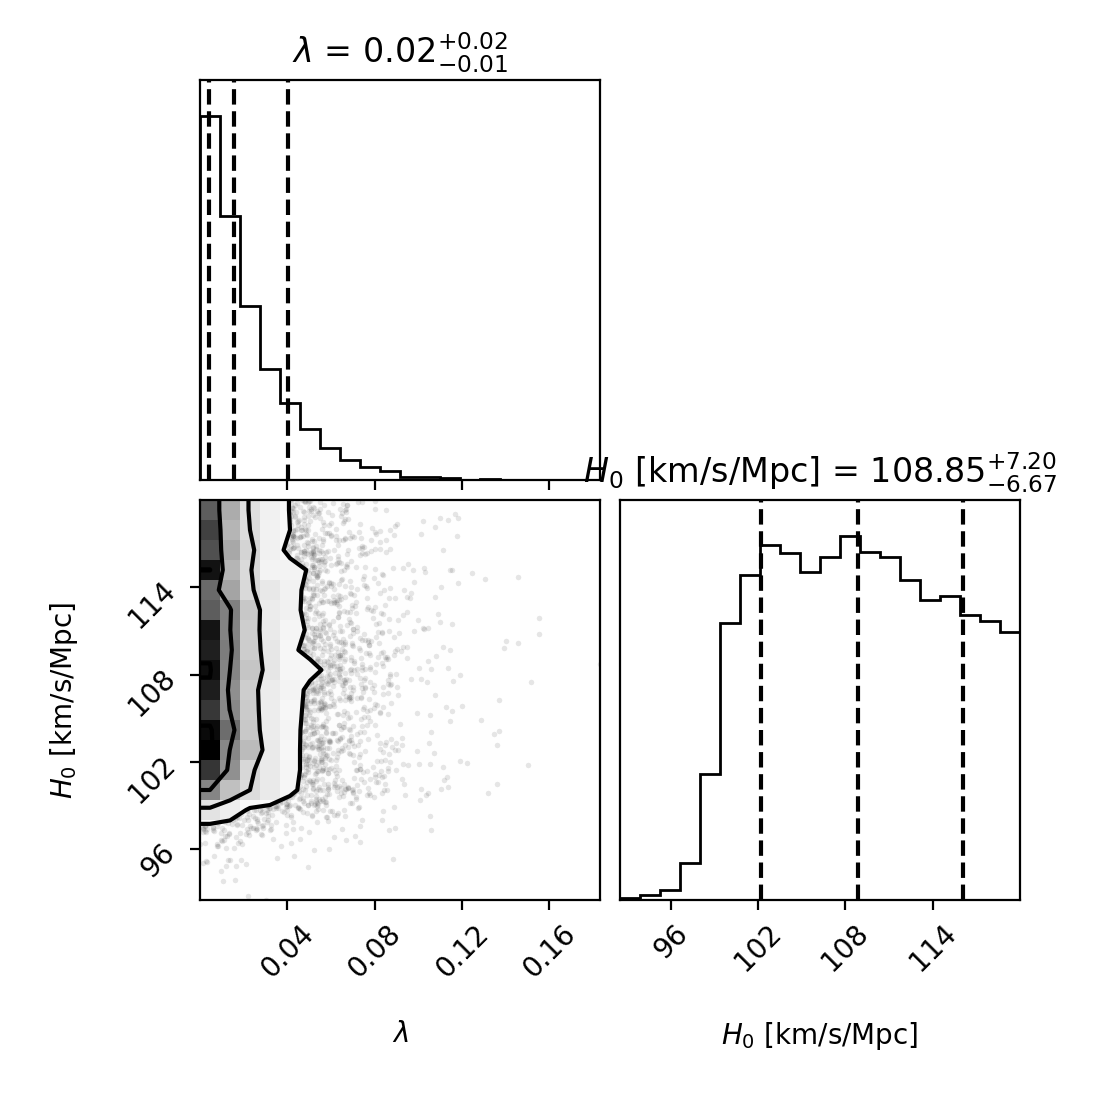 λ = 0.02+0.02 −0.01
H0 [km/s/Mpc] = 108.85+7.20 −6.67
114
108
102
96
H0 [km/s/Mpc]
0.04 0.08 0.12 0.16
96 102 108 114
λ
H0 [km/s/Mpc]